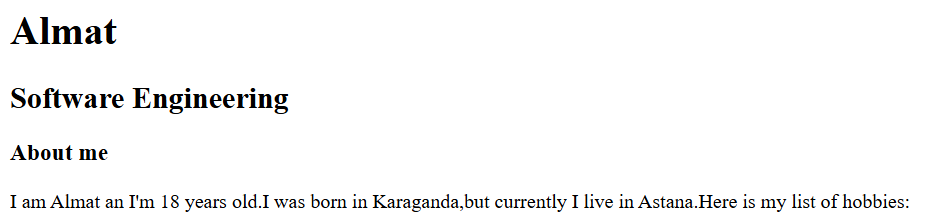 Almat
Software Engineering
About me
I am Almat an I'm 18 years old.I was born in Karaganda,but currently I live in Astana.Here is my list of hobbies: